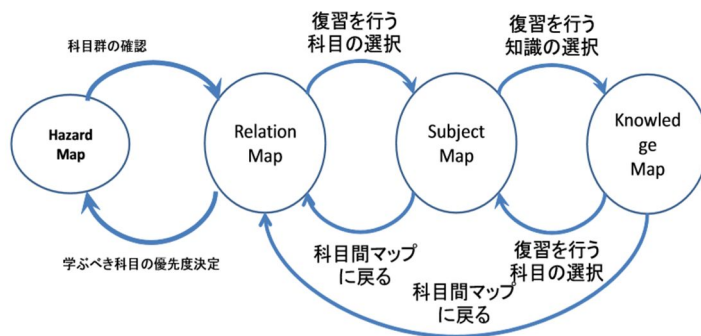 科目群の確認
復習を行う
科目の選択
復習を行う
知識の選択
Hazard
Map
Relation
Map
Subject
Map
Knowled
ge
Map
学ぶべき科目の優先度決定
科目間マップ
に戻る
科目間マップ
に戻る
復習を行う
科目の選択